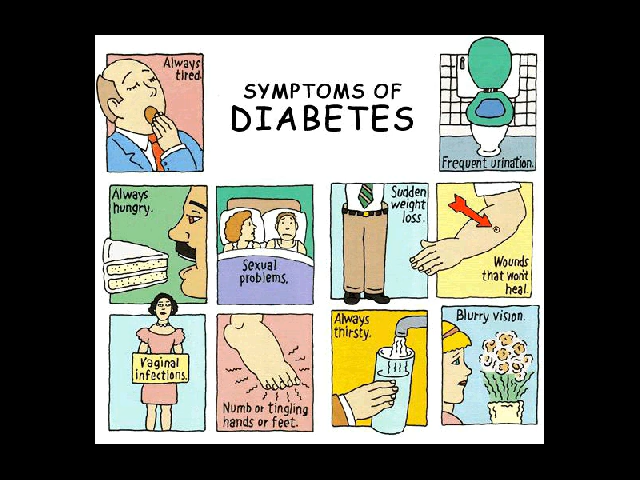 Always
tired.
SYMPTOMS OF
DIABETES
Frequent urination.
Always
hungry.
Sexual
problems.
Sudden
weight
loss.
Wounds
that won't
heal.
Vaginal
infections.
Numb or tingling
hands or feet.
Always
thirsty.
Blurry vision.